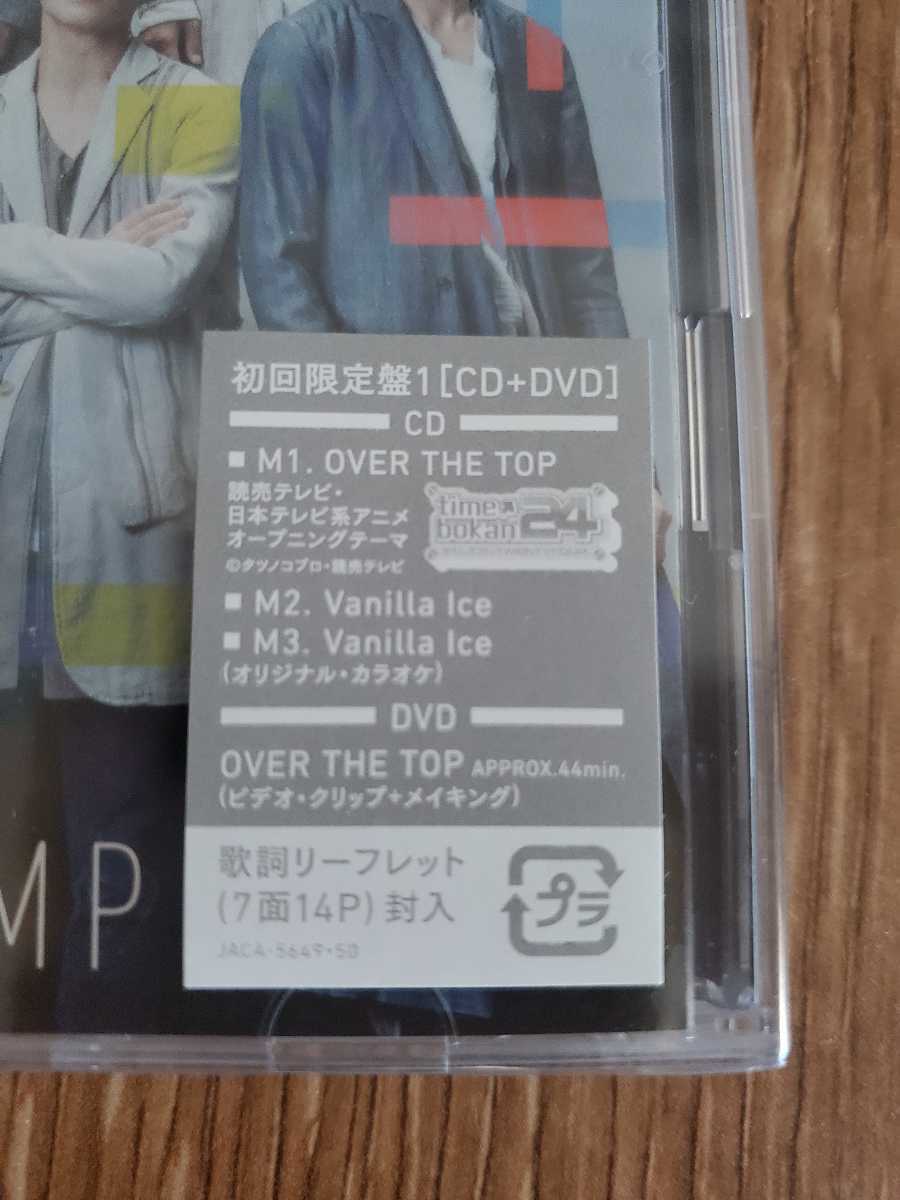 初回限定盤1[CD+DVD]
CD
■ M1. OVER THE TOP
読売テレビ・
日本テレビ系アニメ
オープニングテーマ
©タツノコプロ・読売テレビ
time
bokan 24
■ M2. Vanilla Ice
■ M3. Vanilla Ice
(オリジナル・カラオケ)
DVD
OVER THE TOP APPROX.44min.
(ビデオ・クリップ+メイキング)
歌詞リーフレット
(7面14P)封入
プラ
JACA-5649・50
MP